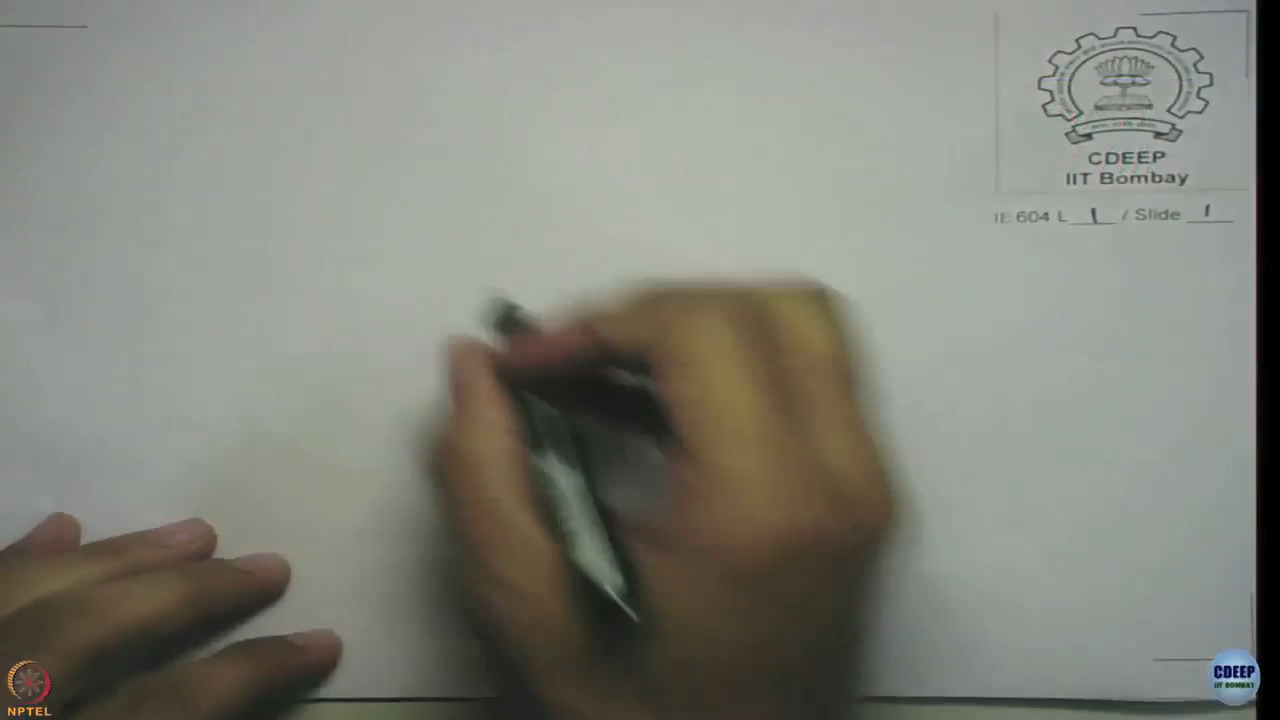 CDEEP
IIT Bombay
IE 604 L 1 / Slide 1
NPTEL
CDEEP
IIT BOMBAY